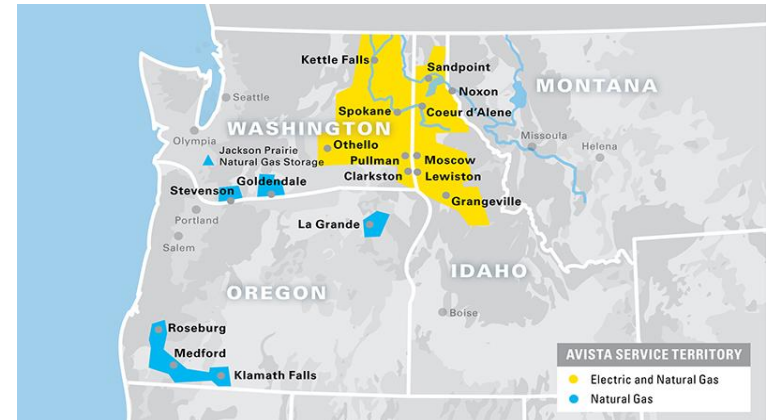 Kettle Falls
Sandpoint
MONTANA
Noxon
Seattle
Spokane
Coeur d'Alene
WASHINGTON
Olympia
Othello
Missoula
Helena
Jackson Prairie
Natural Gas Storage
Pullman
Moscow
Clarkston
Lewiston
Goldendale
Stevenson
Grangeville
Portland
La Grande
Salem
IDAHO
OREGON
Boise
Roseburg
Medford
Klamath Falls
AVISTA SERVICE TERRITORY
Electric and Natural Gas
Natural Gas